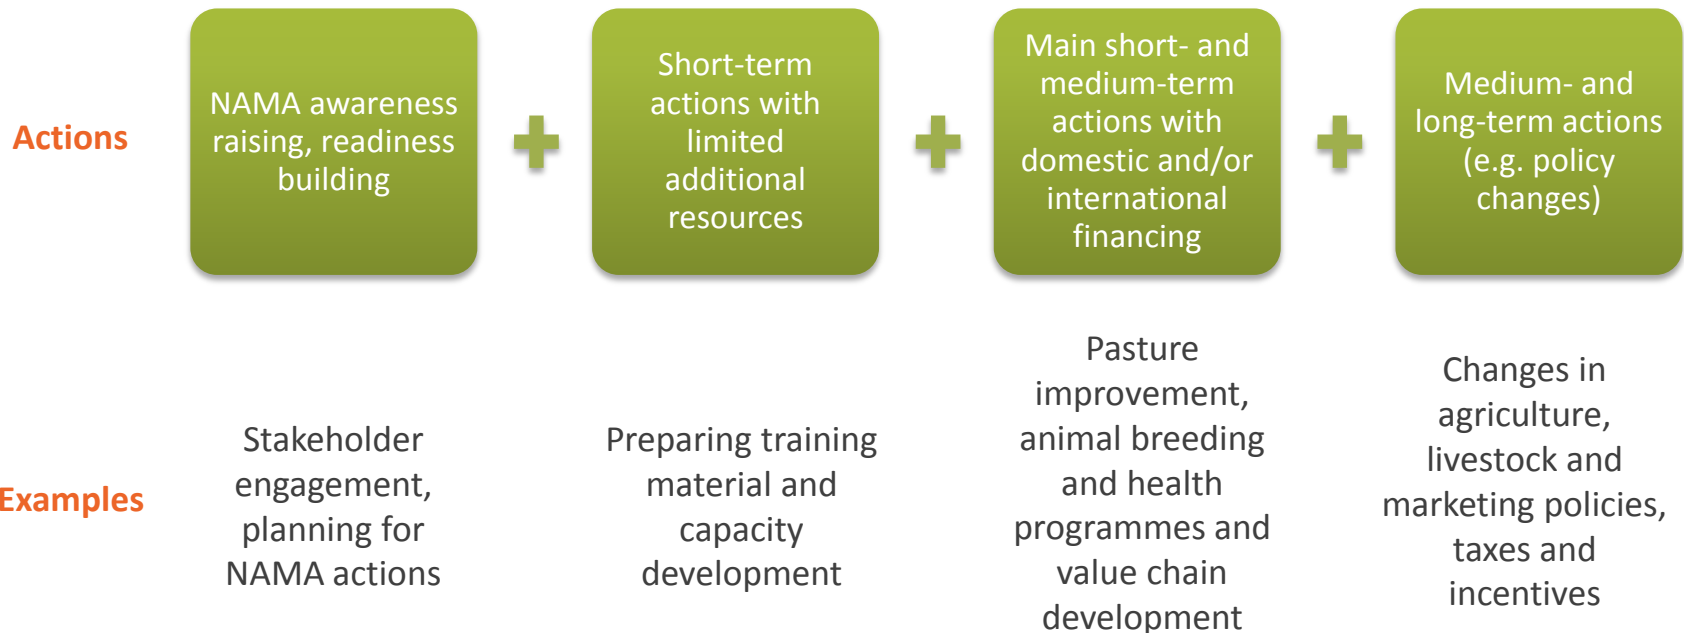 Actions
NAMA awareness
raising, readiness
building
Short-term
actions with
limited
additional
resources
Main short- and
medium-term
actions with
domestic and/or
international
financing
Medium- and
long-term actions
(e.g. policy
changes)
Examples
Stakeholder
engagement,
planning for
NAMA actions
Preparing training
material and
capacity
development
Pasture
improvement,
animal breeding
and health
programmes and
value chain
development
Changes in
agriculture,
livestock and
marketing policies,
taxes and
incentives